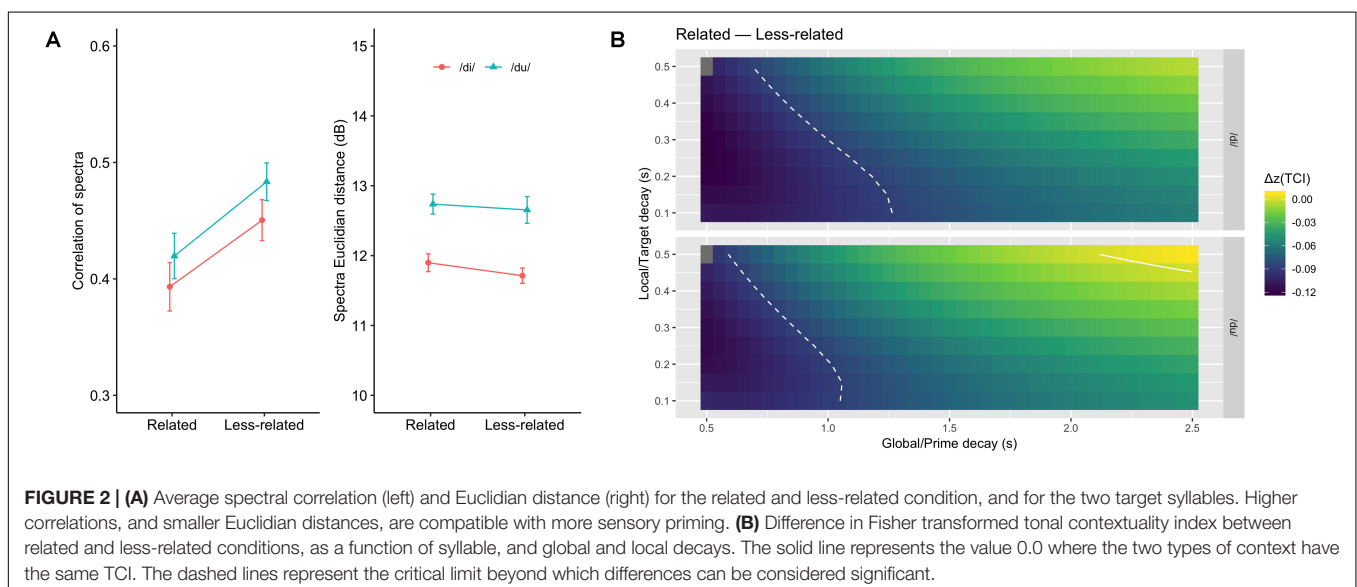 A
B
Related — Less-related
0.6
0.5
0.4
0.3
Correlation of spectra
Related
Less-related
15
14
13
12
11
10
Spectra Euclidian distance (dB)
/di/
/du/
Related
Less-related
0.5
0.4
0.3
0.2
0.1
/di/
0.5
0.4
0.3
0.2
0.1
/du/
Local/Target decay (s)
0.5
1.0
1.5
2.0
2.5
Global/Prime decay (s)
Δz(TCI)
0.00
-0.03
-0.06
-0.09
-0.12
FIGURE 2 | (A) Average spectral correlation (left) and Euclidian distance (right) for the related and less-related condition, and for the two target syllables. Higher
correlations, and smaller Euclidian distances, are compatible with more sensory priming. (B) Difference in Fisher transformed tonal contextuality index between
related and less-related conditions, as a function of syllable, and global and local decays. The solid line represents the value 0.0 where the two types of context have
the same TCI. The dashed lines represent the critical limit beyond which differences can be considered significant.